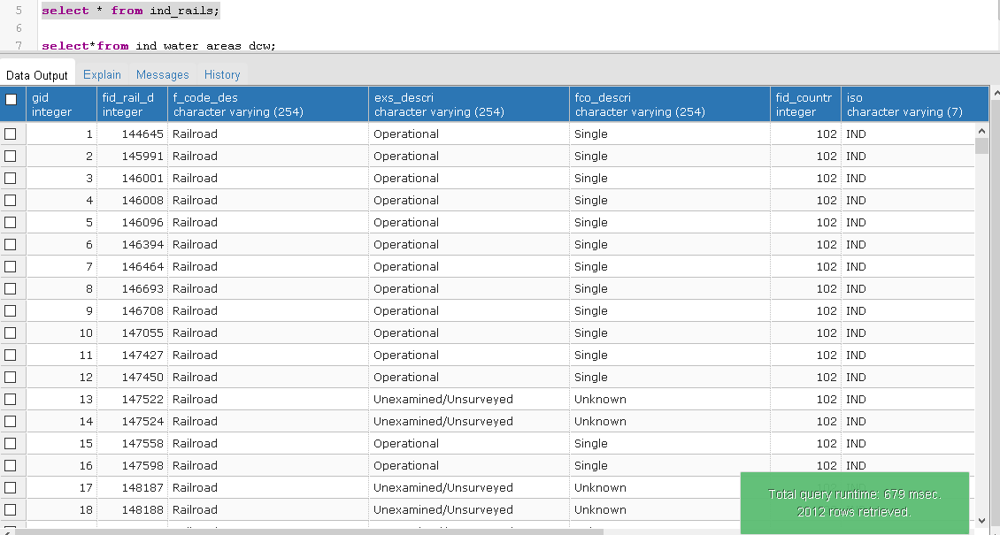 5 select * from ind_rails;
6
7 select*from ind_water_areas_dcw;
Data Output Explain Messages History
gid fid_rail_d f_code_des exs_descri fco_descri fid_countr iso
integer integer character varying (254) character varying (254) character varying (254) integer character varying (7)
1 144645 Railroad Operational Single 102 IND
2 145991 Railroad Operational Single 102 IND
3 146001 Railroad Operational Single 102 IND
4 146008 Railroad Operational Single 102 IND
5 146096 Railroad Operational Single 102 IND
6 146394 Railroad Operational Single 102 IND
7 146464 Railroad Operational Single 102 IND
8 146693 Railroad Operational Single 102 IND
9 146708 Railroad Operational Single 102 IND
10 147055 Railroad Operational Single 102 IND
11 147427 Railroad Operational Single 102 IND
12 147450 Railroad Operational Single 102 IND
13 147522 Railroad Unexamined/Unsurveyed Unknown 102 IND
14 147524 Railroad Unexamined/Unsurveyed Unknown 102 IND
15 147558 Railroad Operational Single 102 IND
16 147598 Railroad Operational Single 102 IND
17 148187 Railroad Unexamined/Unsurveyed Unknown
18 148188 Railroad Unexamined/Unsurveyed Unknown
Total query runtime: 679 msec.
2012 rows retrieved.